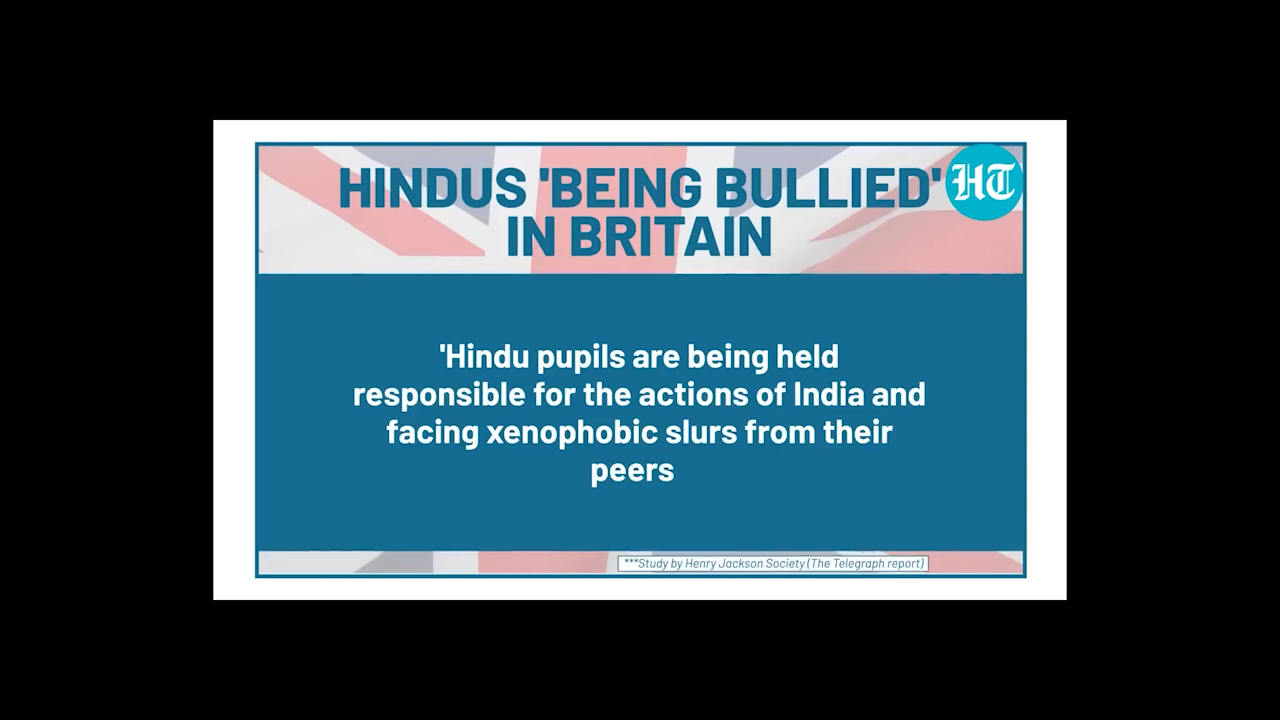 HINDUS 'BEING BULLIED'
IN BRITAIN
HT
'Hindu pupils are being held
responsible for the actions of India and
facing xenophobic slurs from their
peers
***Study by Henry Jackson Society (The Telegraph report)